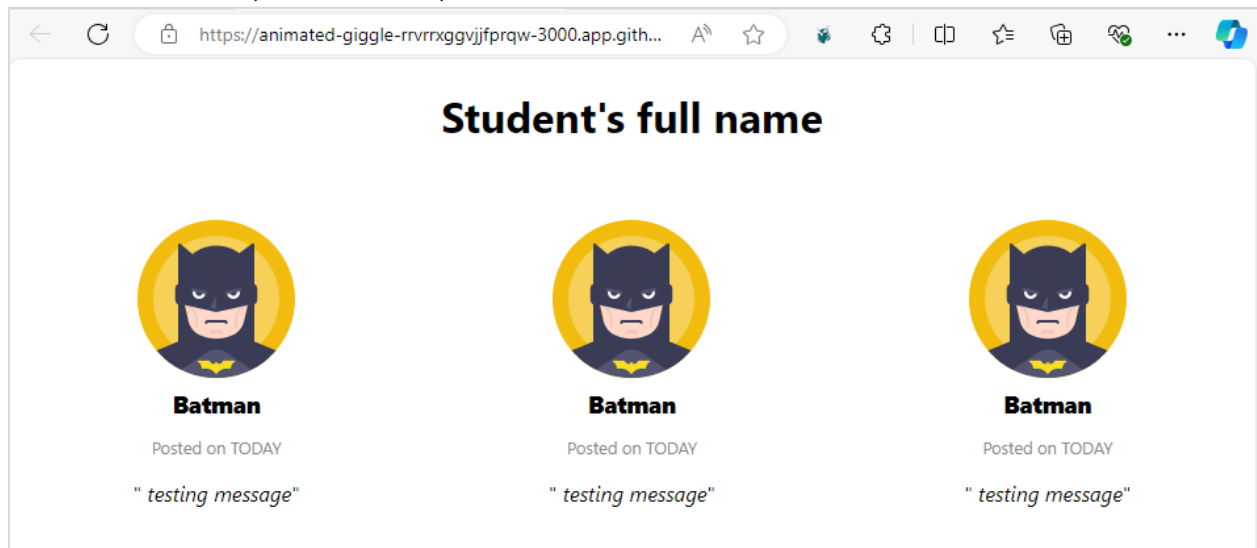 https://animated-giggle-rrvrrxggvjjfprqw-3000.app.gith...
Student's full name
Batman Batman Batman
Posted on TODAY Posted on TODAY Posted on TODAY
" testing message" " testing message" " testing message"